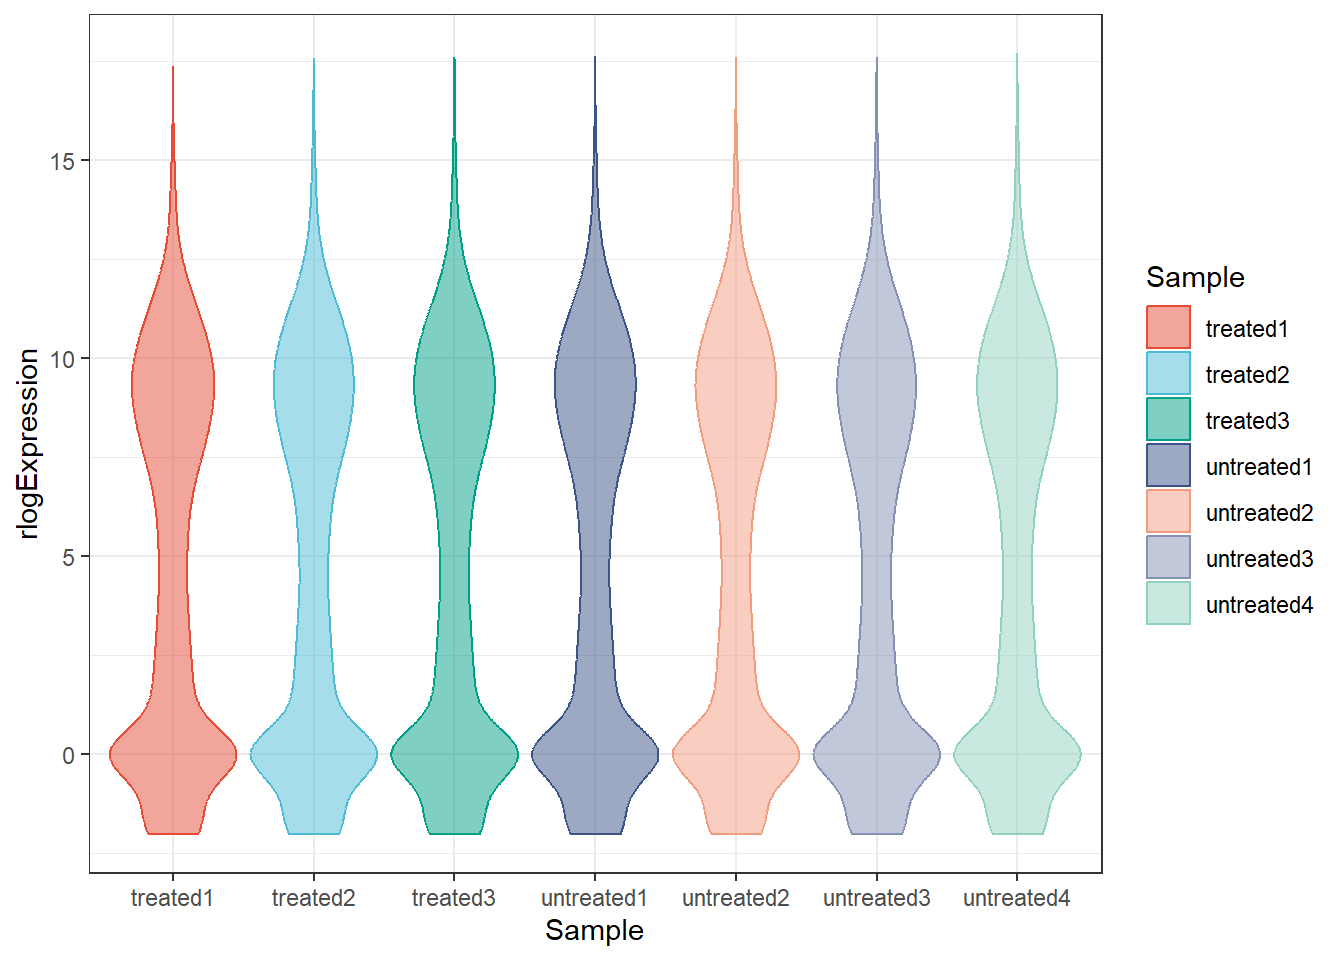 rlogExpression
15
10
5
0
treated1 treated2 treated3 untreated1 untreated2 untreated3 untreated4
Sample
Sample
treated1
treated2
treated3
untreated1
untreated2
untreated3
untreated4